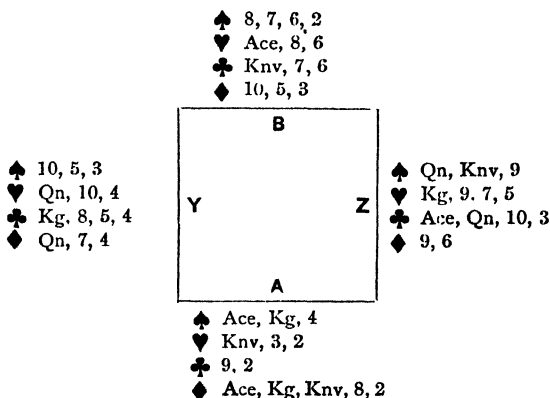 ♠ 8, 7, 6, 2
♥ Ace, 8, 6
♣ Knv, 7, 6
♦ 10, 5, 3
B
♠ 10, 5, 3
♥ Qn, 10, 4
♣ Kg, 8, 5, 4
♦ Qn, 7, 4
Y
Z
♠ Qn, Knv, 9
♥ Kg, 9. 7, 5
♣ Ace, Qn, 10, 3
♦ 9, 6
A
♠ Ace, Kg, 4
♥ Knv, 3, 2
♣ 9, 2
♦ Ace, Kg, Knv, 8, 2